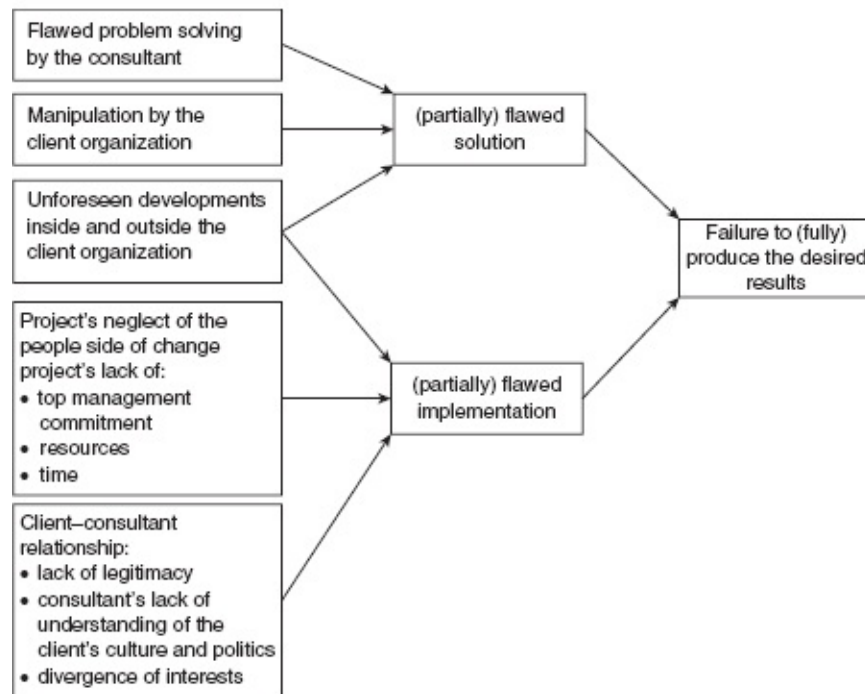 Flawed problem solving
by the consultant
Manipulation by the
client organization
Unforeseen developments
inside and outside the
client organization
Project's neglect of the
people side of change
project's lack of:
• top management
commitment
• resources
• time
Client–consultant
relationship:
• lack of legitimacy
• consultant's lack of
understanding of the
client's culture and politics
• divergence of interests
(partially) flawed
solution
(partially) flawed
implementation
Failure to (fully)
produce the desired
results